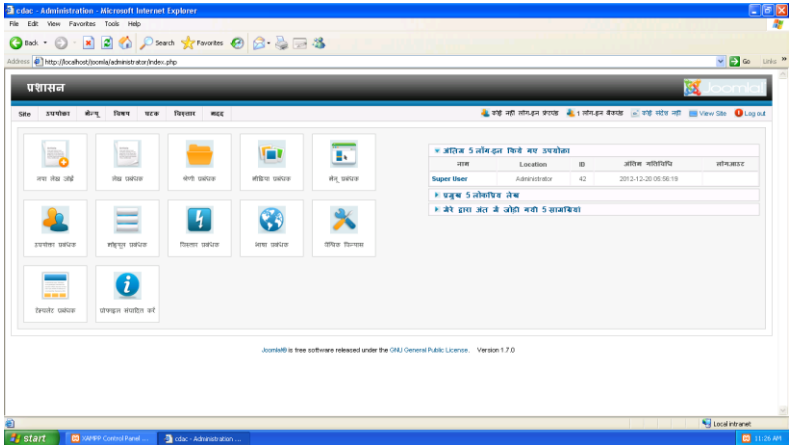 cdac - Administration - Microsoft Internet Explorer
File Edit View Favorites Tools Help
Back Search Favorites
Address http://localhost/joomla/administrator/index.php Go Links
प्रशासन Joomla!
Site उपयोक्ता मेन्यू विषय घटक विस्तार मदद कोई नहीं लॉग-इन फ्रंटएंड 1 लॉग-इन बैकएंड कोई संदेश नहीं View Site Log out
नया लेख जोड़ें लेख प्रबंधक श्रेणी प्रबंधक मीडिया प्रबंधक मेनू प्रबंधक
उपयोक्ता प्रबंधक मॉड्यूल प्रबंधक विस्तार प्रबंधक भाषा प्रबंधक वैश्विक विन्यास
टेम्पलेट प्रबंधक प्रोफाइल संपादित करें
अंतिम 5 लॉग-इन किये गए उपयोक्ता
नाम Location ID अंतिम गतिविधि लॉगआउट
Super User Administrator 42 2012-12-20 05:56:19
प्रमुख 5 लोकप्रिय लेख
मेरे द्वारा अंत में जोड़ी गयी 5 सामग्रियां
Joomla!® is free software released under the GNU General Public License. Version 1.7.0
Local intranet
start XAMPP Control Panel ... cdac - Administration ... 11:26 AM